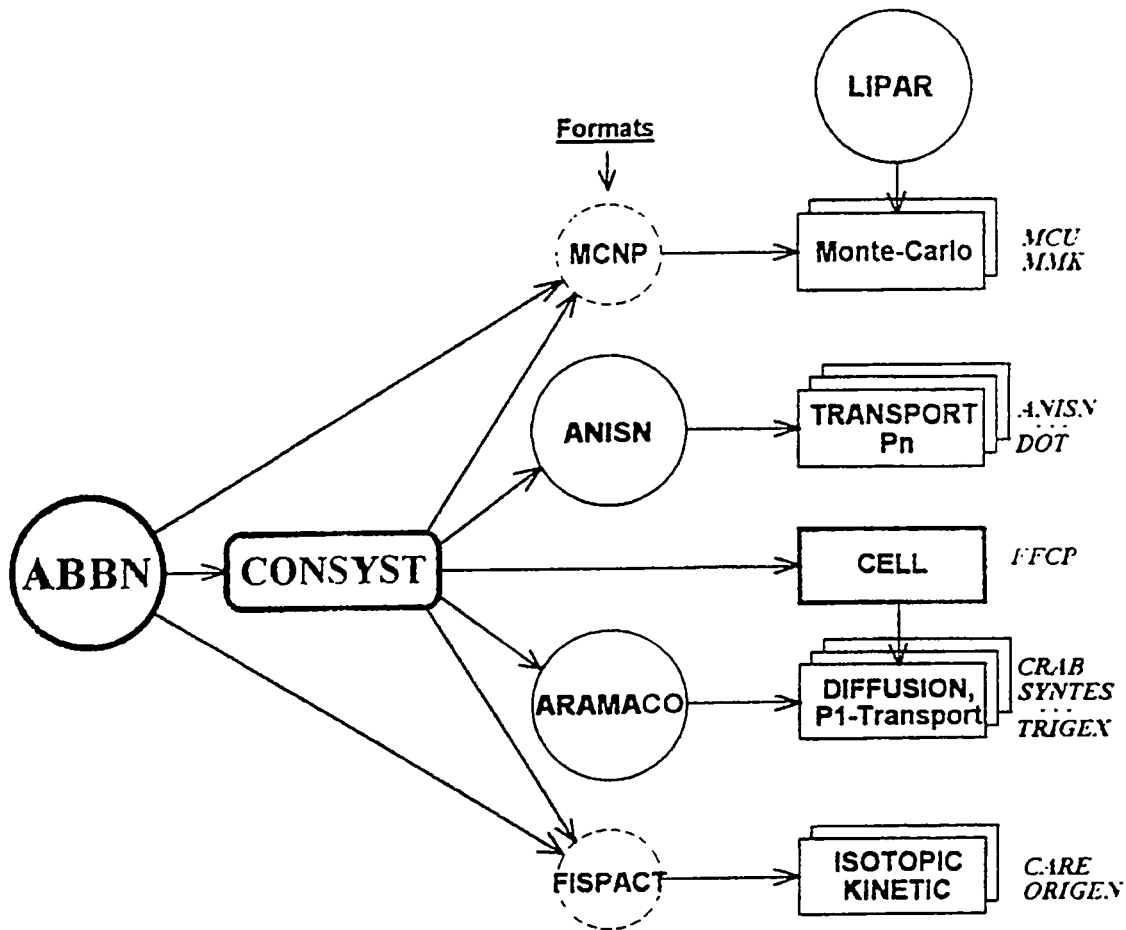 LIPAR
Formats
MCNP
Monte-Carlo
MCU
MMK
ANISN
TRANSPORT
Pn
ANISN
...
DOT
ABBN
CONSYST
CELL
FFCP
ARAMACO
DIFFUSION,
P1-Transport
CRAB
SYNTES
...
TRIGEX
FISPACT
ISOTOPIC
KINETIC
CARE
ORIGEN